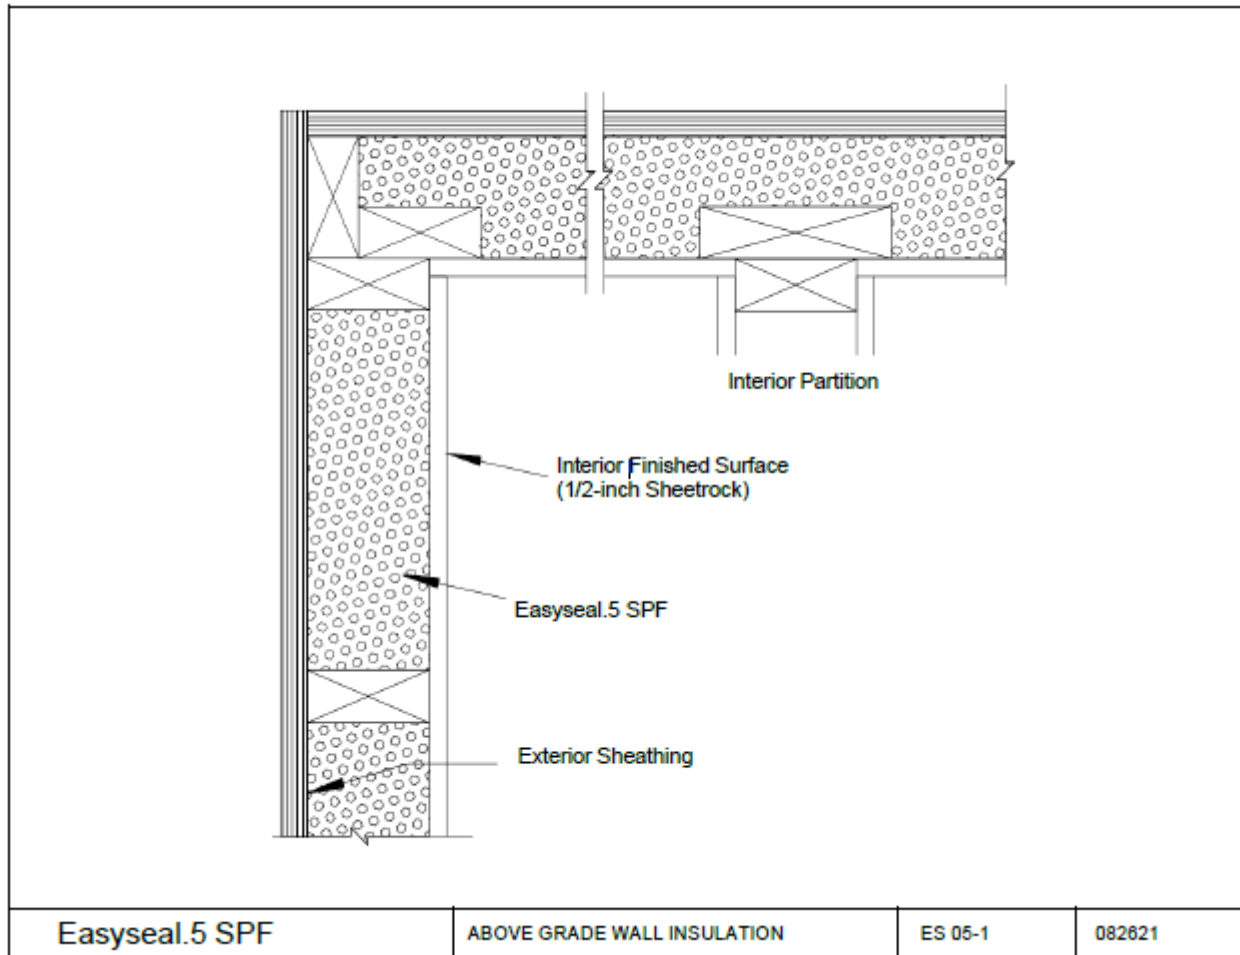 Interior Partition
Interior Finished Surface
(1/2-inch Sheetrock)
Easyseal.5 SPF
Exterior Sheathing
Easyseal.5 SPF
ABOVE GRADE WALL INSULATION
ES 05-1
082621